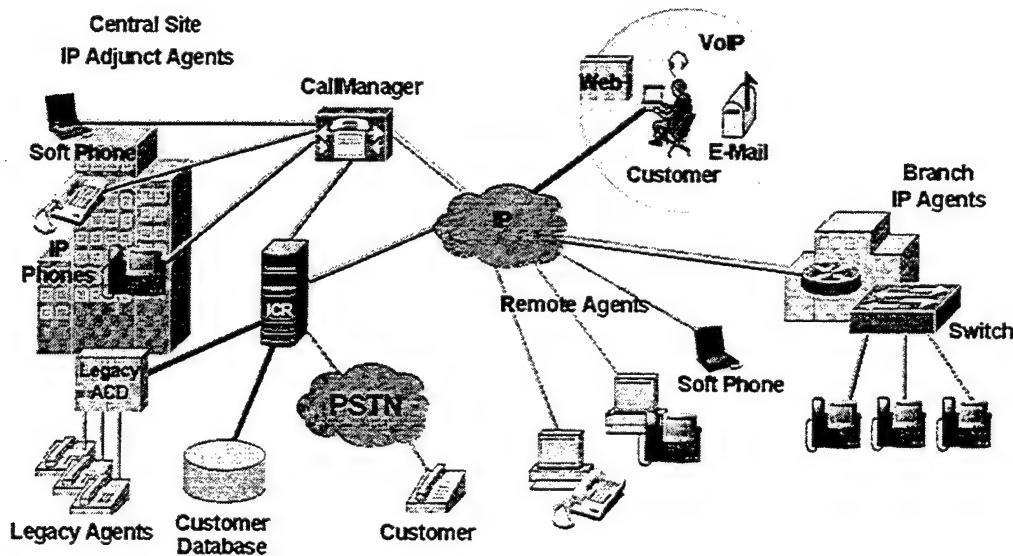 Central Site
IP Adjunct Agents
CallManager
VoIP
Web
Soft Phone
E-Mail
Customer
Branch
IP Agents
IP
IP
Phones
ICR
Remote Agents
Switch
Legacy
ACD
Soft Phone
PSTN
Legacy Agents
Customer
Database
Customer